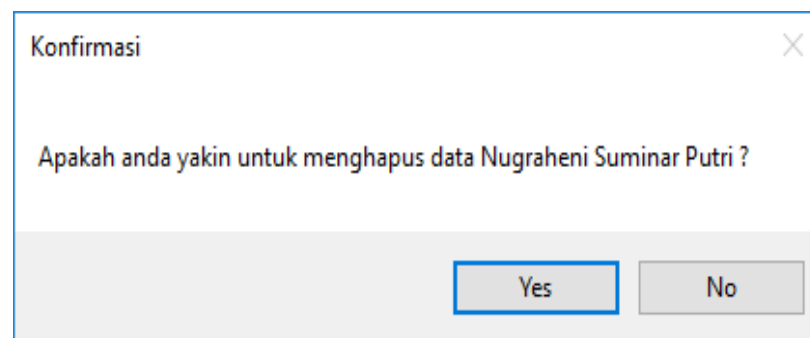 Konfirmasi
Apakah anda yakin untuk menghapus data Nugraheni Suminar Putri ?
Yes No